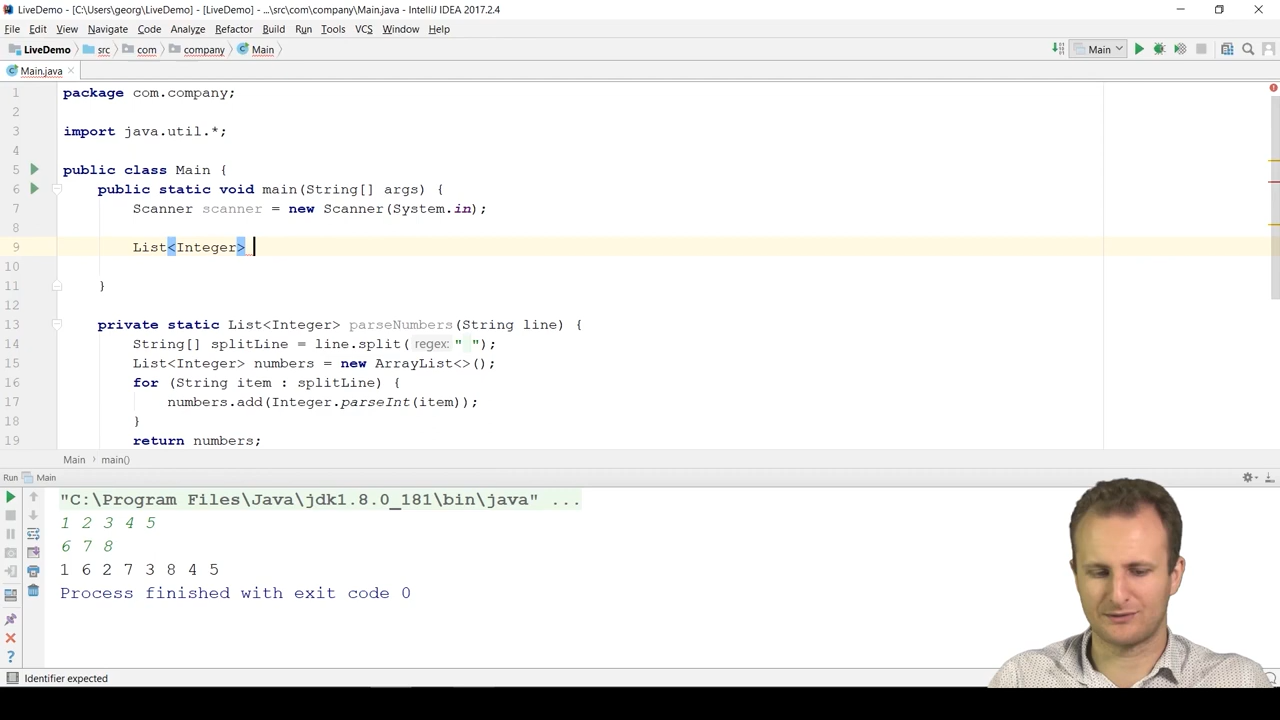 LiveDemo - [C:\Users\georg\LiveDemo] - [LiveDemo] - ...\src\com\company\Main.java - IntelliJ IDEA 2017.2.4
File Edit View Navigate Code Analyze Refactor Build Run Tools VCS Window Help
LiveDemo src com company Main
Main
Main.java
1 package com.company;
2
3 import java.util.*;
4
5 public class Main {
6 public static void main(String[] args) {
7 Scanner scanner = new Scanner(System.in);
8
9 List<Integer>
10
11 }
12
13 private static List<Integer> parseNumbers(String line) {
14 String[] splitLine = line.split( regex: " ");
15 List<Integer> numbers = new ArrayList<>();
16 for (String item : splitLine) {
17 numbers.add(Integer.parseInt(item));
18 }
19 return numbers;
Main › main()
Run Main
"C:\Program Files\Java\jdk1.8.0_181\bin\java" ...
1 2 3 4 5
6 7 8
1 6 2 7 3 8 4 5
Process finished with exit code 0
Identifier expected